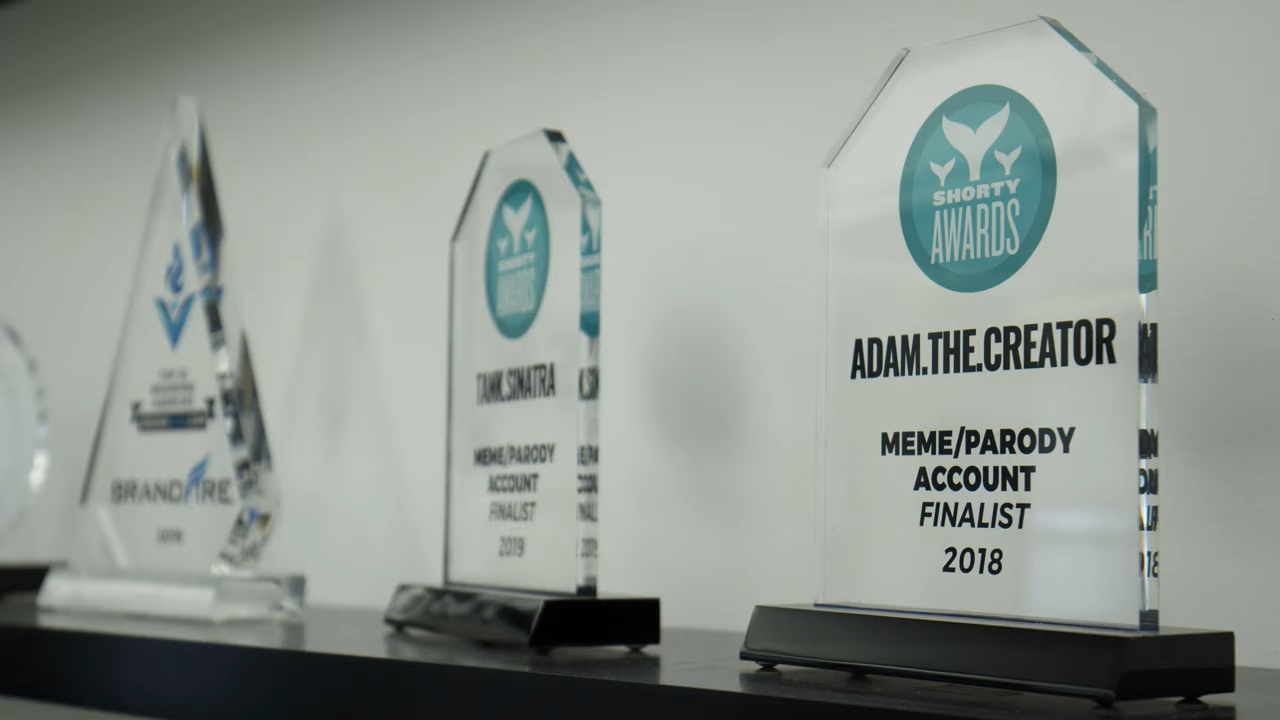 SHORTY
AWARDS
ADAM.THE.CREATOR
MEME/PARODY
ACCOUNT
FINALIST
2018
SHORTY
AWARDS
TANK.SINATRA
MEME/PARODY
ACCOUNT
FINALIST
2019
BRANDFIRE
2019